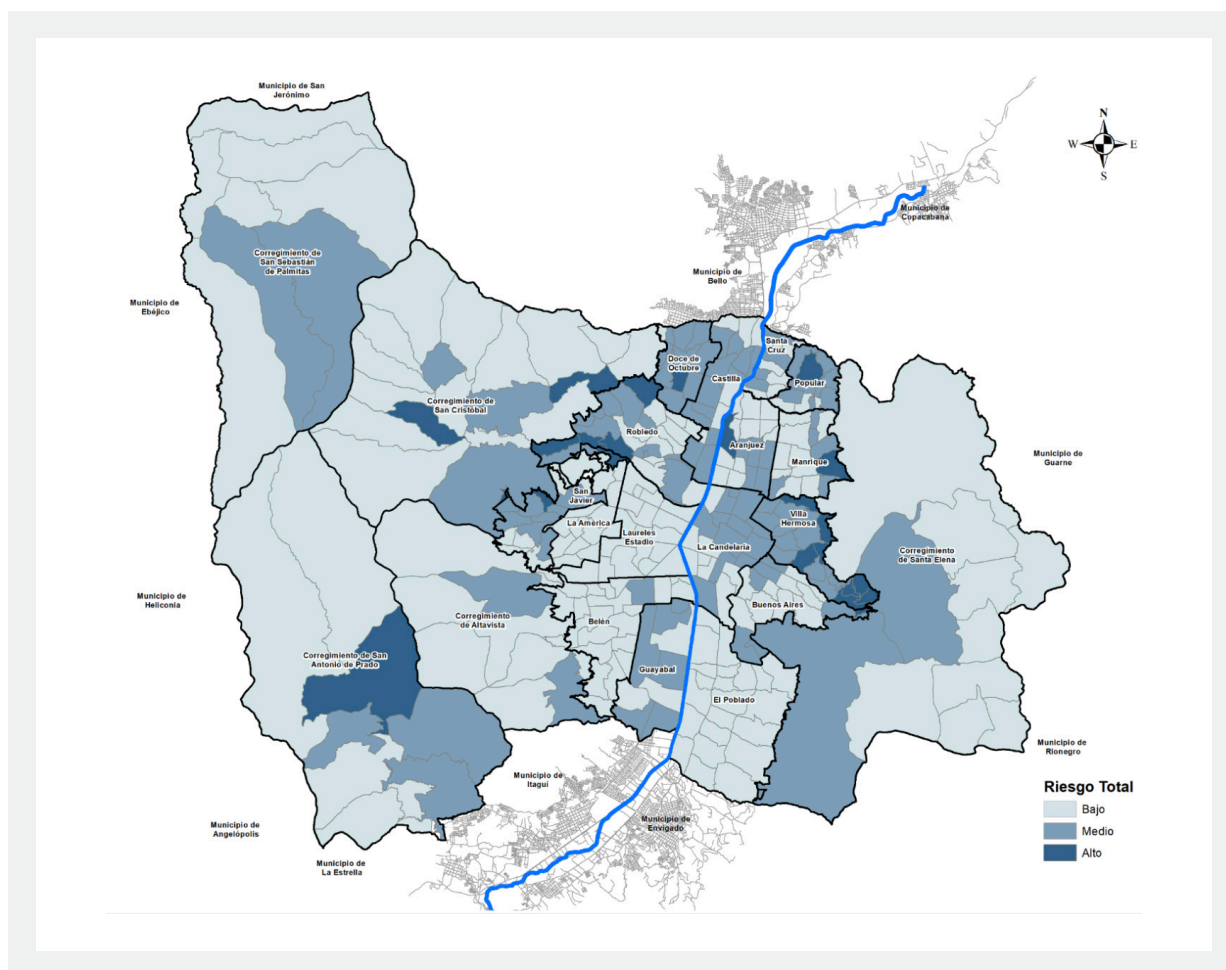 Municipio de San
Jerónimo
N
W
E
S
Municipio de
Copacabana
Corregimiento de
San Sebastián
de Palmitas
Municipio de
Bello
Municipio de
Ebéjico
Santa
Cruz
Doce de
Octubre
Castilla
Popular
Corregimiento de
San Cristóbal
Robledo
Aranjuez
Manrique
Municipio de
Guarne
San
Javier
La América
Villa
Hermosa
Laureles
Estadio
La Candelaria
Corregimiento
de Santa Elena
Municipio de
Heliconia
Buenos Aires
Corregimiento
de Altavista
Belén
Corregimiento de San
Antonio de Prado
Guayabal
El Poblado
Municipio de
Rionegro
Municipio de
Itaguí
Riesgo Total
Bajo
Medio
Alto
Municipio de
Angelópolis
Municipio de
Envigado
Municipio de
La Estrella